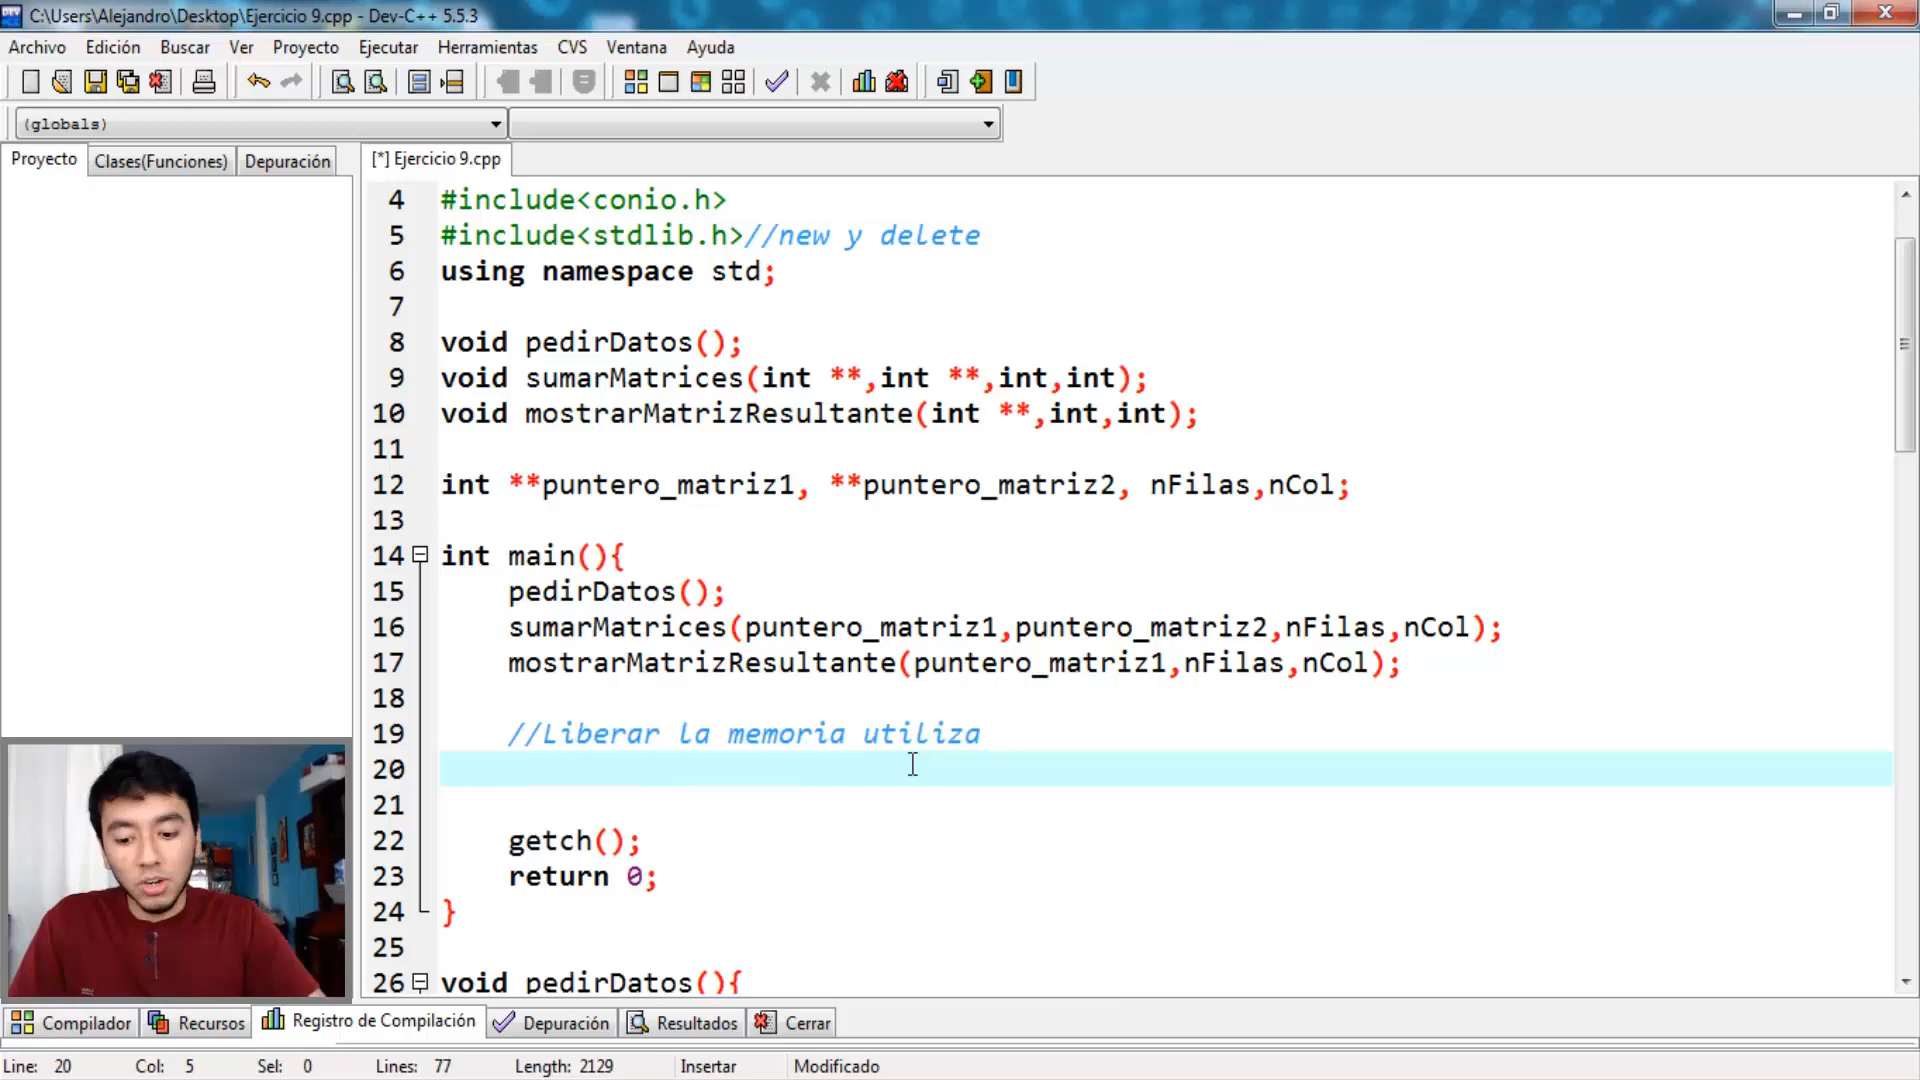 C:\Users\Alejandro\Desktop\Ejercicio 9.cpp - Dev-C++ 5.5.3
Archivo Edición Buscar Ver Proyecto Ejecutar Herramientas CVS Ventana Ayuda
(globals)
Proyecto Clases(Funciones) Depuración [*] Ejercicio 9.cpp
4 #include<conio.h>
5 #include<stdlib.h>//new y delete
6 using namespace std;
7
8 void pedirDatos();
9 void sumarMatrices(int **,int **,int,int);
10 void mostrarMatrizResultante(int **,int,int);
11
12 int **puntero_matriz1, **puntero_matriz2, nFilas,nCol;
13
14 int main(){
15 pedirDatos();
16 sumarMatrices(puntero_matriz1,puntero_matriz2,nFilas,nCol);
17 mostrarMatrizResultante(puntero_matriz1,nFilas,nCol);
18
19 //Liberar la memoria utiliza
20
21
22 getch();
23 return 0;
24 }
25
26 void pedirDatos(){
Compilador Recursos Registro de Compilación Depuración Resultados Cerrar
Line: 20 Col: 5 Sel: 0 Lines: 77 Length: 2129 Insertar Modificado